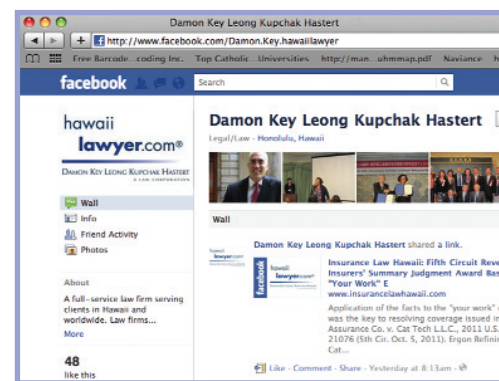 Damon Key Leong Kupchak Hastert
http://www.facebook.com/Damon.Key.hawaiilawyer
Free Barcode...coding Inc. Top Catholic...Universities http://man...uhmmap.pdf Naviance h
facebook Search
hawaii
lawyer.com®
DAMON KEY LEONG KUPCHAK HASTERT
A LAW CORPORATION
Wall
Info
Friend Activity
Photos
About
A full-service law firm serving
clients in Hawaii and
worldwide. Law firms...
More
48
like this
Damon Key Leong Kupchak Hastert
Legal/Law · Honolulu, Hawaii
Wall
Damon Key Leong Kupchak Hastert shared a link.
hawaii
lawyer.com®
facebook
Insurance Law Hawaii: Fifth Circuit Reve
Insurers' Summary Judgment Award Bas
"Your Work" E
www.insurancelawhawaii.com
Application of the facts to the "your work"
was the key to resolving coverage issued in
Assurance Co. v. Cat Tech L.L.C., 2011 U.S.
21076 (5th Cir. Oct. 5, 2011). Ergon Refinin
Cat...
Like · Comment · Share · Yesterday at 8:13am ·